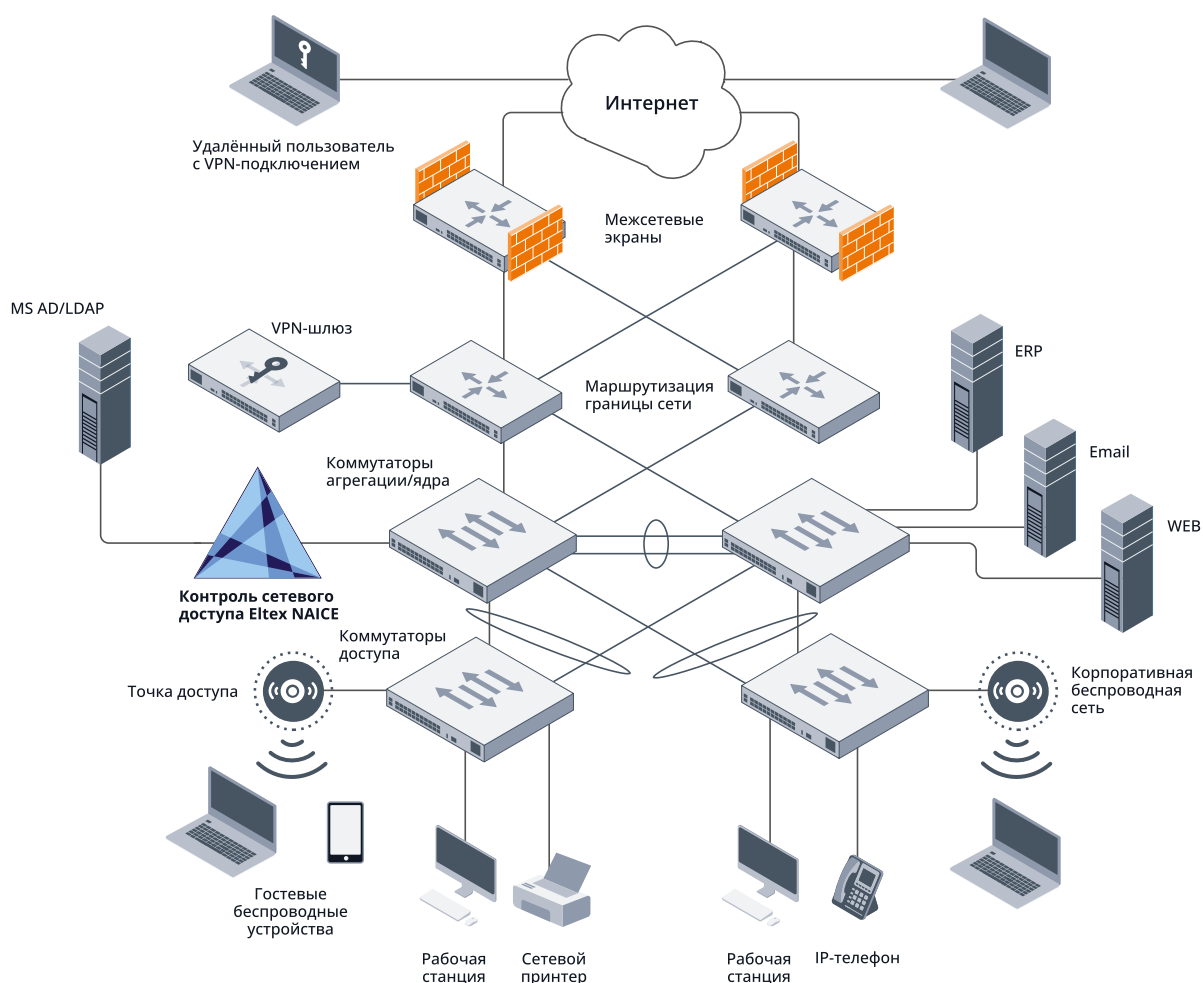 Интернет
Удалённый пользователь
с VPN-подключением
Межсетевые
экраны
MS AD/LDAP
VPN-шлюз
ERP
Маршрутизация
границы сети
Email
Коммутаторы
агрегации/ядра
WEB
Контроль сетевого
доступа Eltex NAICE
Коммутаторы
доступа
Точка доступа
Корпоративная
беспроводная
сеть
Гостевые
беспроводные
устройства
Рабочая
станция
Сетевой
принтер
Рабочая
станция
IP-телефон